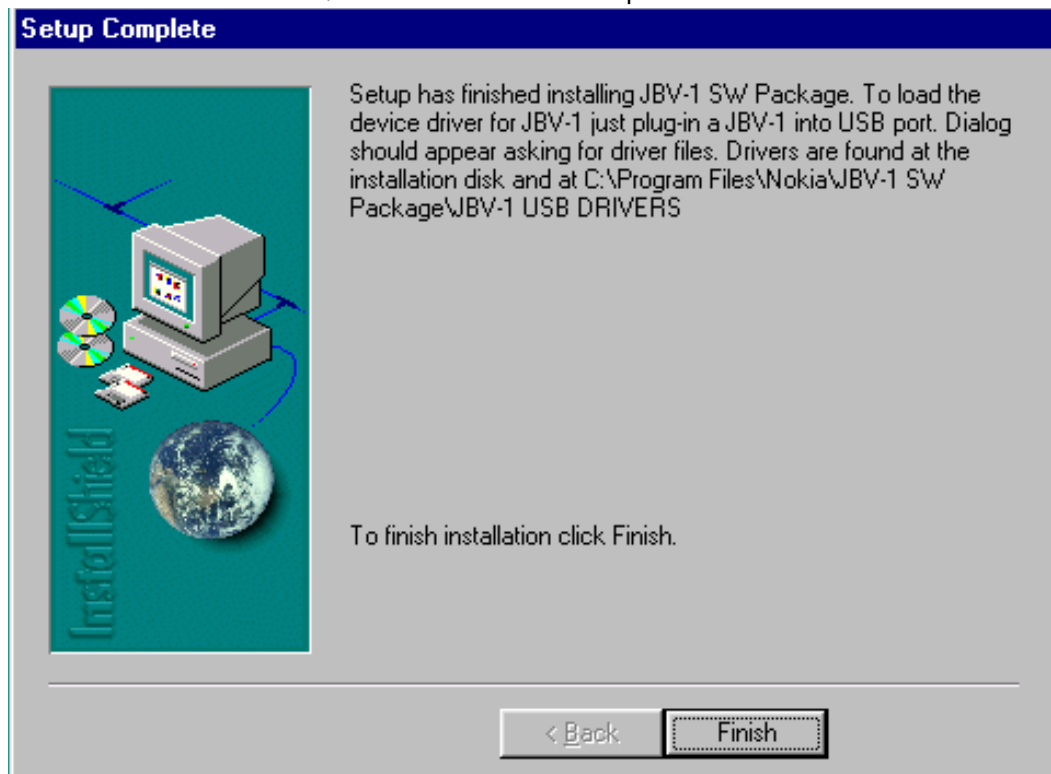 Setup Complete
Setup has finished installing JBV-1 SW Package. To load the
device driver for JBV-1 just plug-in a JBV-1 into USB port. Dialog
should appear asking for driver files. Drivers are found at the
installation disk and at C:\Program Files\Nokia\JBV-1 SW
Package\JBV-1 USB DRIVERS
InstallShield
To finish installation click Finish.
< Back
Finish